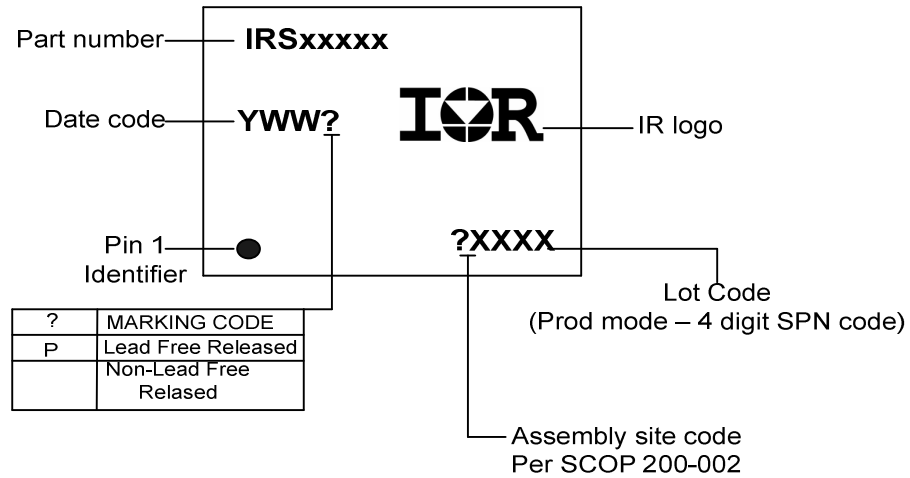 Part number
IRSxxxxx
Date code
YWW?
IOR
IR logo
Pin 1
Identifier
?XXXX
Lot Code
(Prod mode – 4 digit SPN code)
? MARKING CODE
P Lead Free Released
Non-Lead Free
Relased
Assembly site code
Per SCOP 200-002